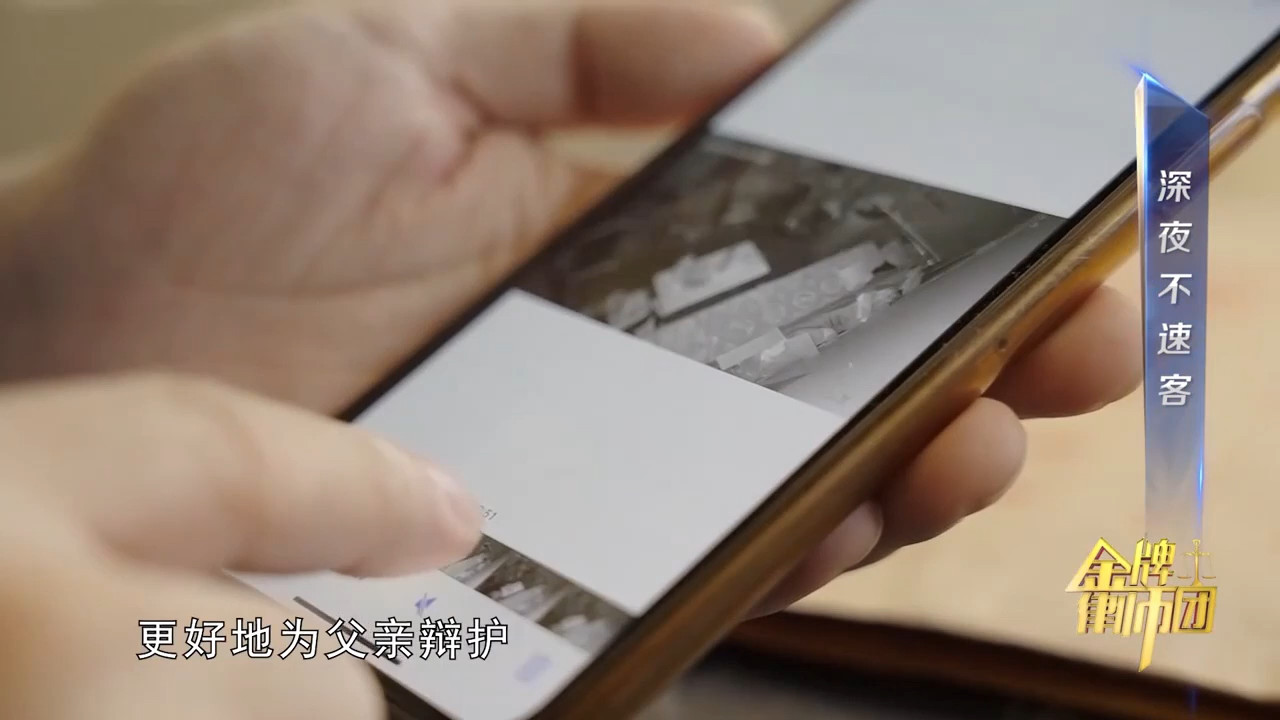 深夜不速客
金牌
律师团
更好地为父亲辩护